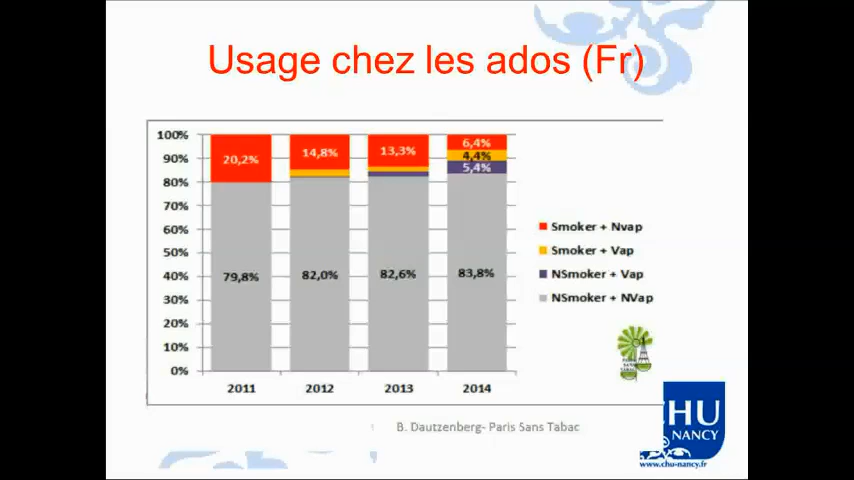 Usage chez les ados (Fr)
100%
90%
80%
70%
60%
50%
40%
30%
20%
10%
0%
20,2%
14,8%
13,3%
6,4%
4,4%
5,4%
79,8%
82,0%
82,6%
83,8%
2011
2012
2013
2014
Smoker + Nvap
Smoker + Vap
NSmoker + Vap
NSmoker + NVap
PARIS
SANS
TABAC
B. Dautzenberg- Paris Sans Tabac
CHU
NANCY
www.chu-nancy.fr